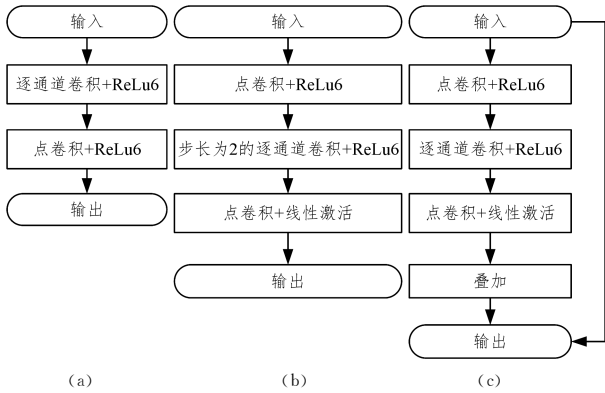 输入
逐通道卷积+ReLu6
点卷积+ReLu6
输出
(a)
输入
点卷积+ReLu6
步长为2的逐通道卷积+ReLu6
点卷积+线性激活
输出
(b)
输入
点卷积+ReLu6
逐通道卷积+ReLu6
点卷积+线性激活
叠加
输出
(c)